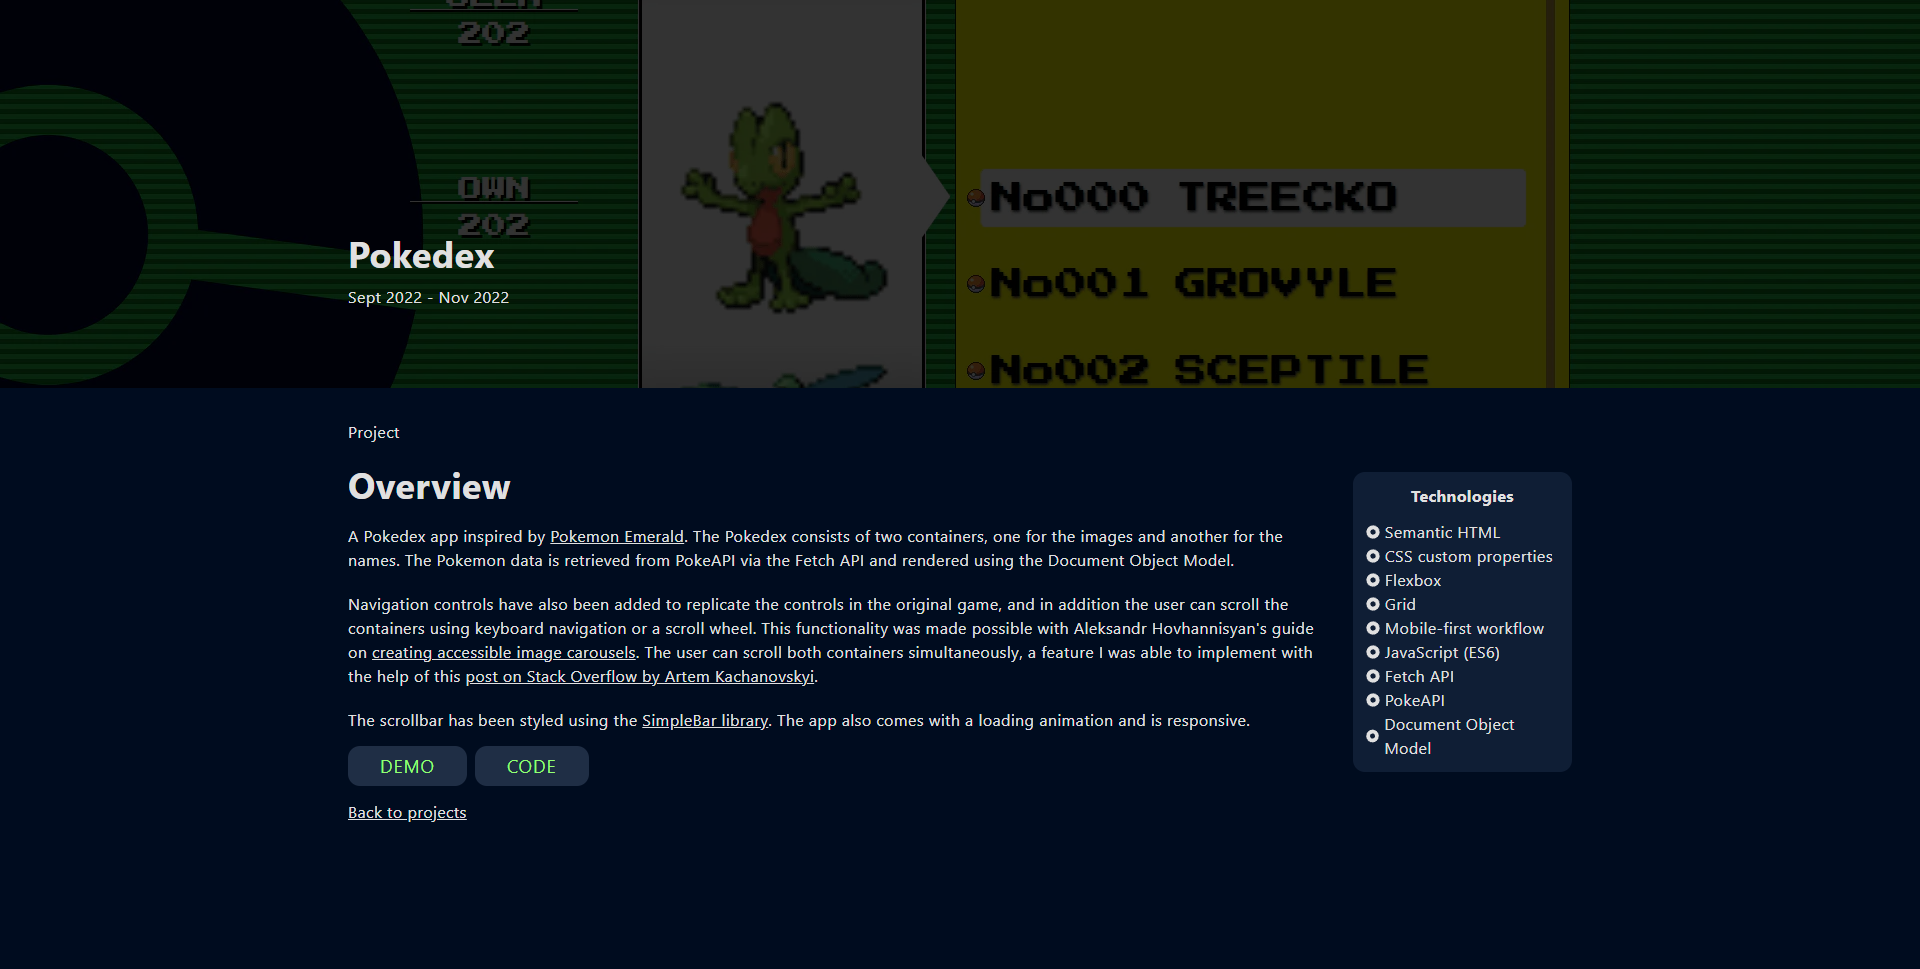 SEEN
202
OWN
202
No000 TREECKO
No001 GROVYLE
No002 SCEPTILE
Pokedex
Sept 2022 - Nov 2022
Project
Overview
A Pokedex app inspired by Pokemon Emerald. The Pokedex consists of two containers, one for the images and another for the
names. The Pokemon data is retrieved from PokeAPI via the Fetch API and rendered using the Document Object Model.
Navigation controls have also been added to replicate the controls in the original game, and in addition the user can scroll the
containers using keyboard navigation or a scroll wheel. This functionality was made possible with Aleksandr Hovhannisyan's guide
on creating accessible image carousels. The user can scroll both containers simultaneously, a feature I was able to implement with
the help of this post on Stack Overflow by Artem Kachanovskyi.
The scrollbar has been styled using the SimpleBar library. The app also comes with a loading animation and is responsive.
DEMO CODE
Back to projects
Technologies
Semantic HTML
CSS custom properties
Flexbox
Grid
Mobile-first workflow
JavaScript (ES6)
Fetch API
PokeAPI
Document Object
Model